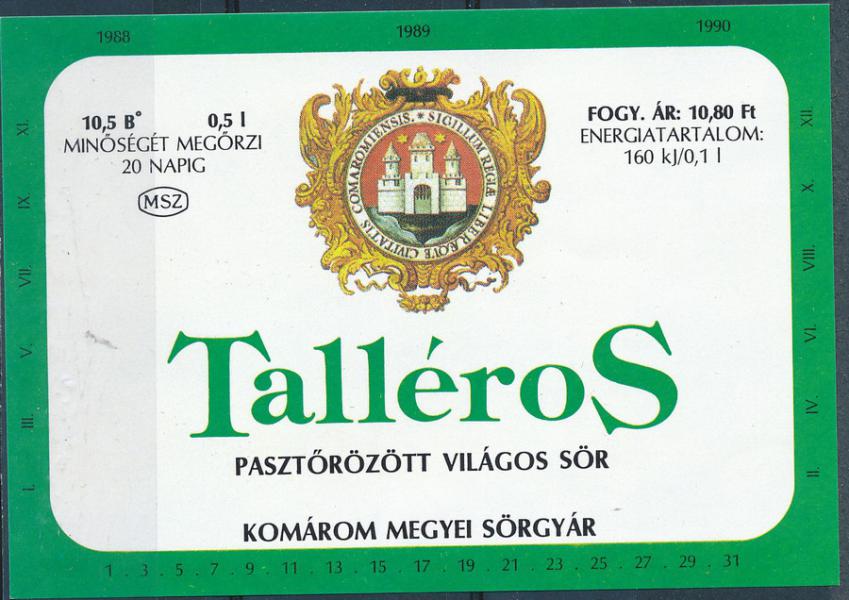 1988 1989 1990
10,5 B° 0,5 l
MINŐSÉGÉT MEGŐRZI
20 NAPIG
MSZ
SIGILLUM REGIÆ LIBERÆQVE CIVITATIS COMAROMIENSIS. *
FOGY. ÁR: 10,80 Ft
ENERGIATARTALOM:
160 kJ/0,1 l
TalléroS
PASZTŐRÖZÖTT VILÁGOS SÖR
KOMÁROM MEGYEI SÖRGYÁR
XI.
IX.
VII.
V.
III.
I.
XII.
X.
VIII.
VI.
IV.
II.
1 . 3 . 5 . 7 . 9 . 11 . 13 . 15 . 17 . 19 . 21 . 23 . 25 . 27 . 29 . 31